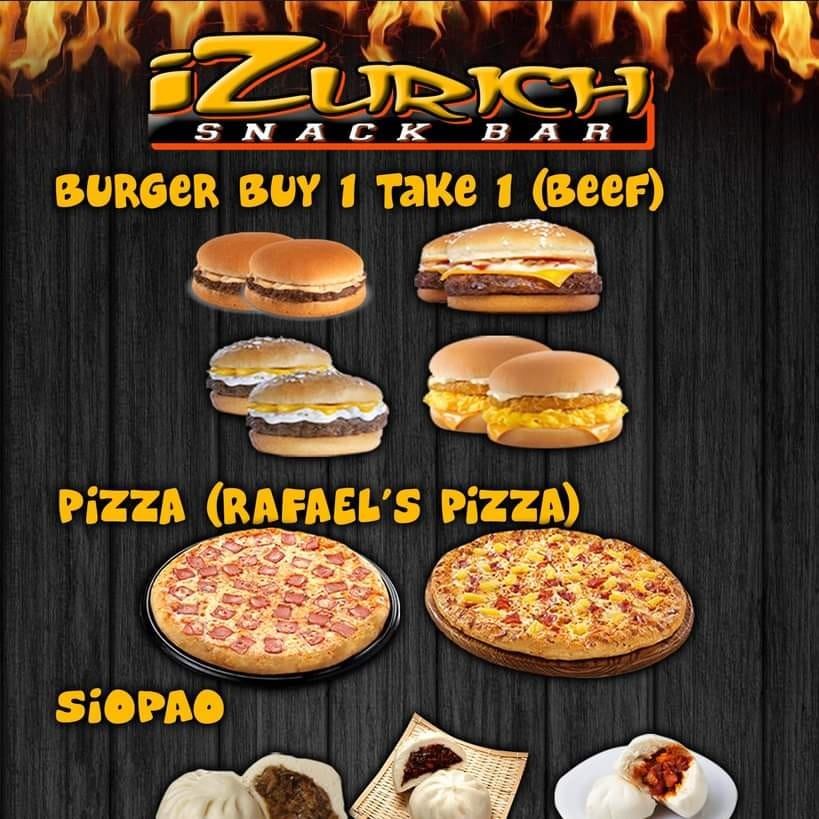 iZURICH
SNACK BAR
BURGER BUY 1 TAKE 1 (BEEF)
PiZZA (RAFAEL'S PiZZA)
SiOPAO